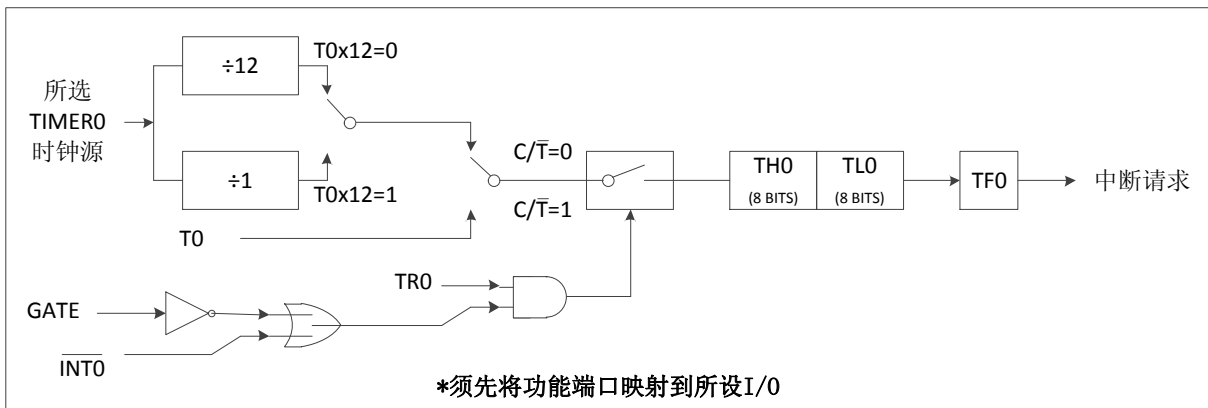 ÷12
T0x12=0
所选
TIMER0
时钟源
÷1
T0x12=1
C/T̅=0
C/T̅=1
T0
TH0
(8 BITS)
TL0
(8 BITS)
TF0
中断请求
TR0
GATE
I̅N̅T̅0̅
*须先将功能端口映射到所设I/0